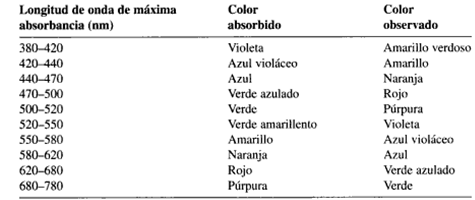 Longitud de onda de máxima Color Color
absorbancia (nm) absorbido observado
380–420 Violeta Amarillo verdoso
420–440 Azul violáceo Amarillo
440–470 Azul Naranja
470–500 Verde azulado Rojo
500–520 Verde Púrpura
520–550 Verde amarillento Violeta
550–580 Amarillo Azul violáceo
580–620 Naranja Azul
620–680 Rojo Verde azulado
680–780 Púrpura Verde